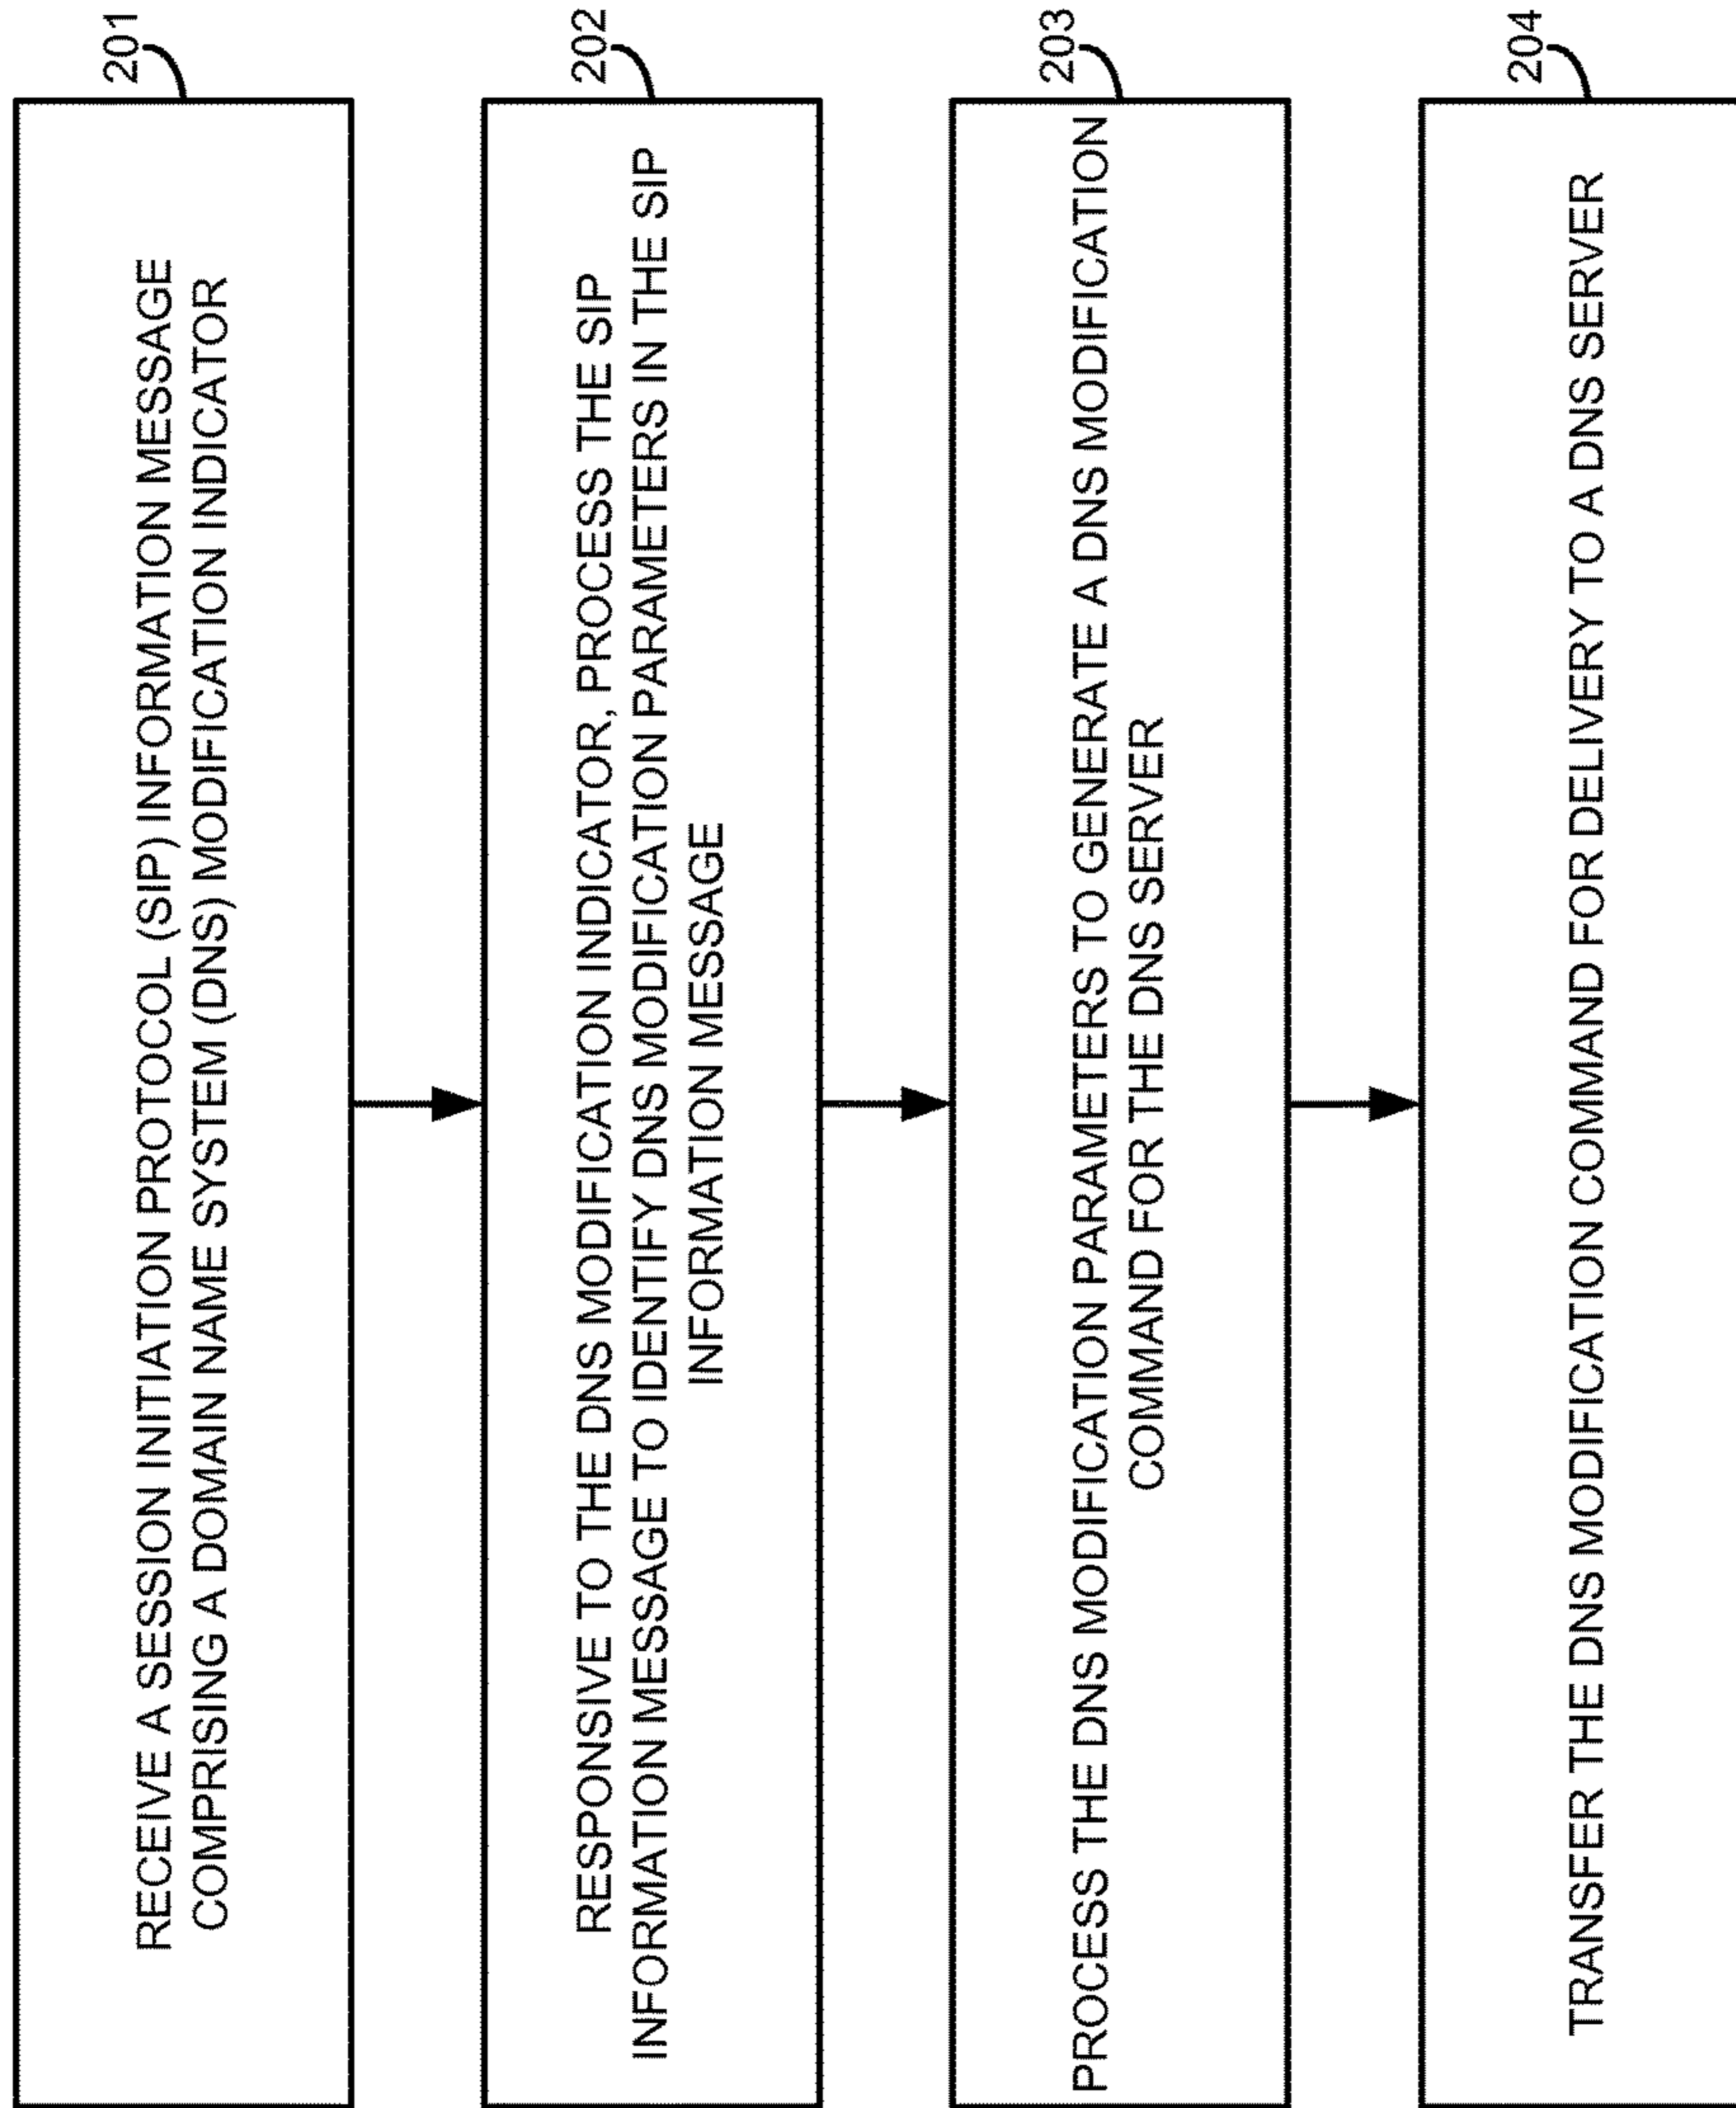 201
RECEIVE A SESSION INITIATION PROTOCOL (SIP) INFORMATION MESSAGE
COMPRISING A DOMAIN NAME SYSTEM (DNS) MODIFICATION INDICATOR
202
RESPONSIVE TO THE DNS MODIFICATION INDICATOR, PROCESS THE SIP
INFORMATION MESSAGE TO IDENTIFY DNS MODIFICATION PARAMETERS IN THE SIP
INFORMATION MESSAGE
203
PROCESS THE DNS MODIFICATION PARAMETERS TO GENERATE A DNS MODIFICATION
COMMAND FOR THE DNS SERVER
204
TRANSFER THE DNS MODIFICATION COMMAND FOR DELIVERY TO A DNS SERVER